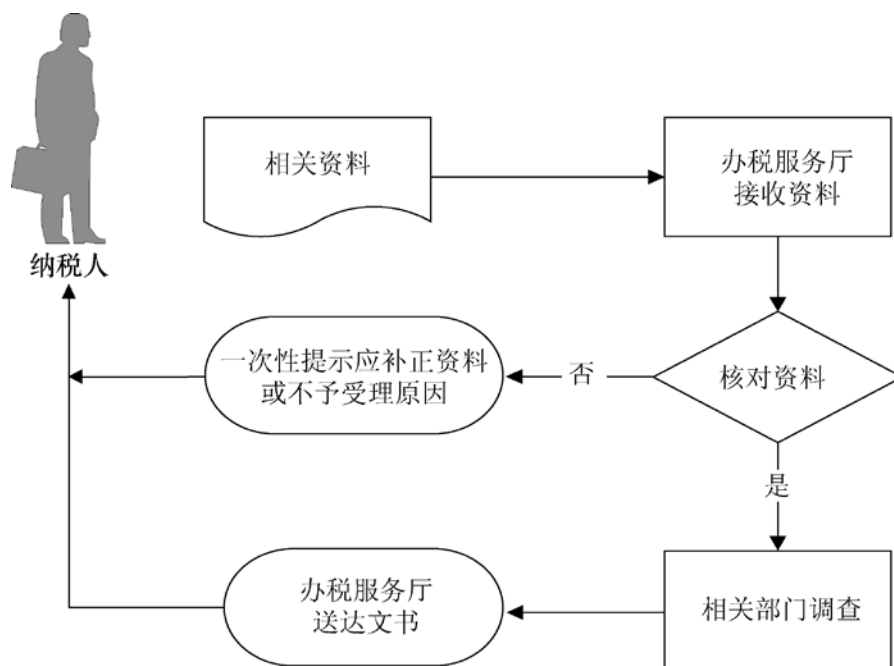 相关资料
办税服务厅
接收资料
纳税人
一次性提示应补正资料
或不予受理原因
否
核对资料
是
办税服务厅
送达文书
相关部门调查